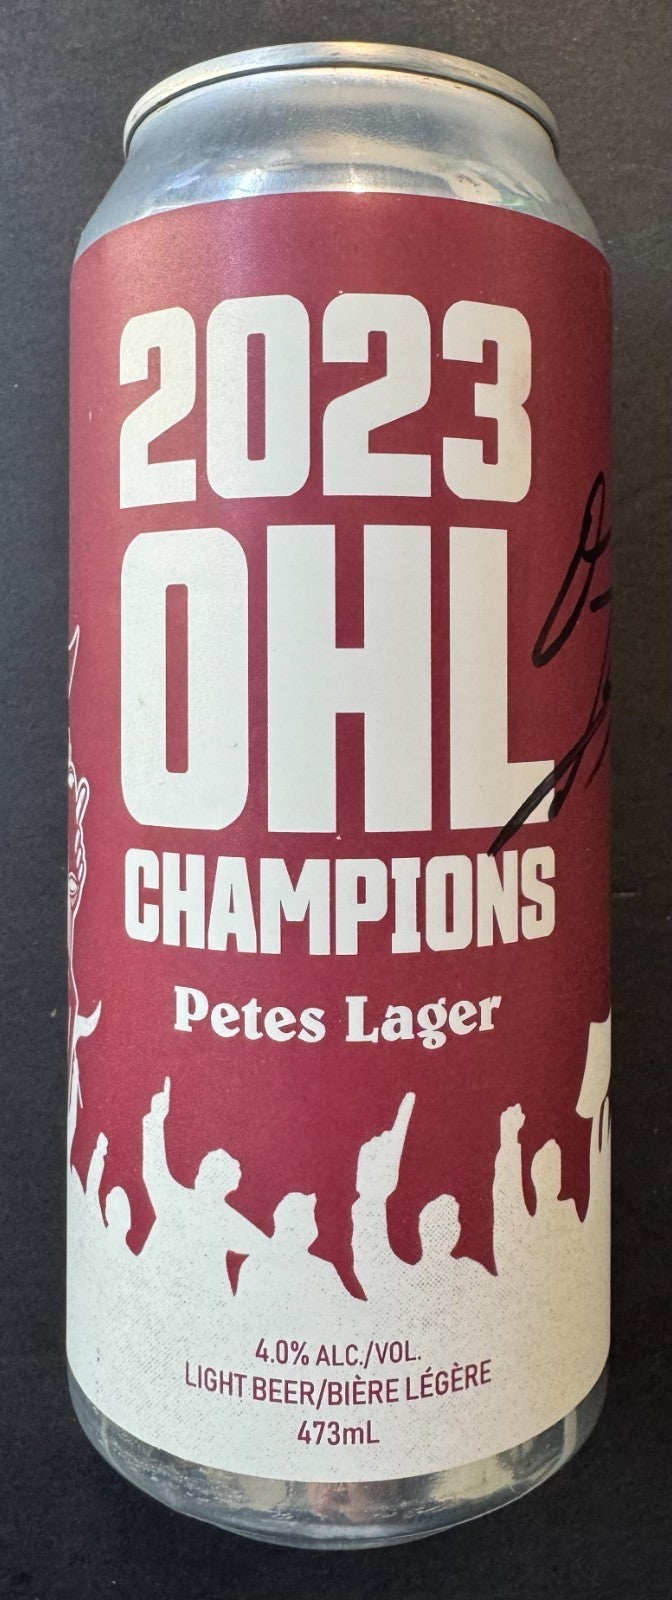 2023
OHL
CHAMPIONS
Petes Lager
4.0% ALC./VOL.
LIGHT BEER/BIÈRE LÉGÈRE
473mL